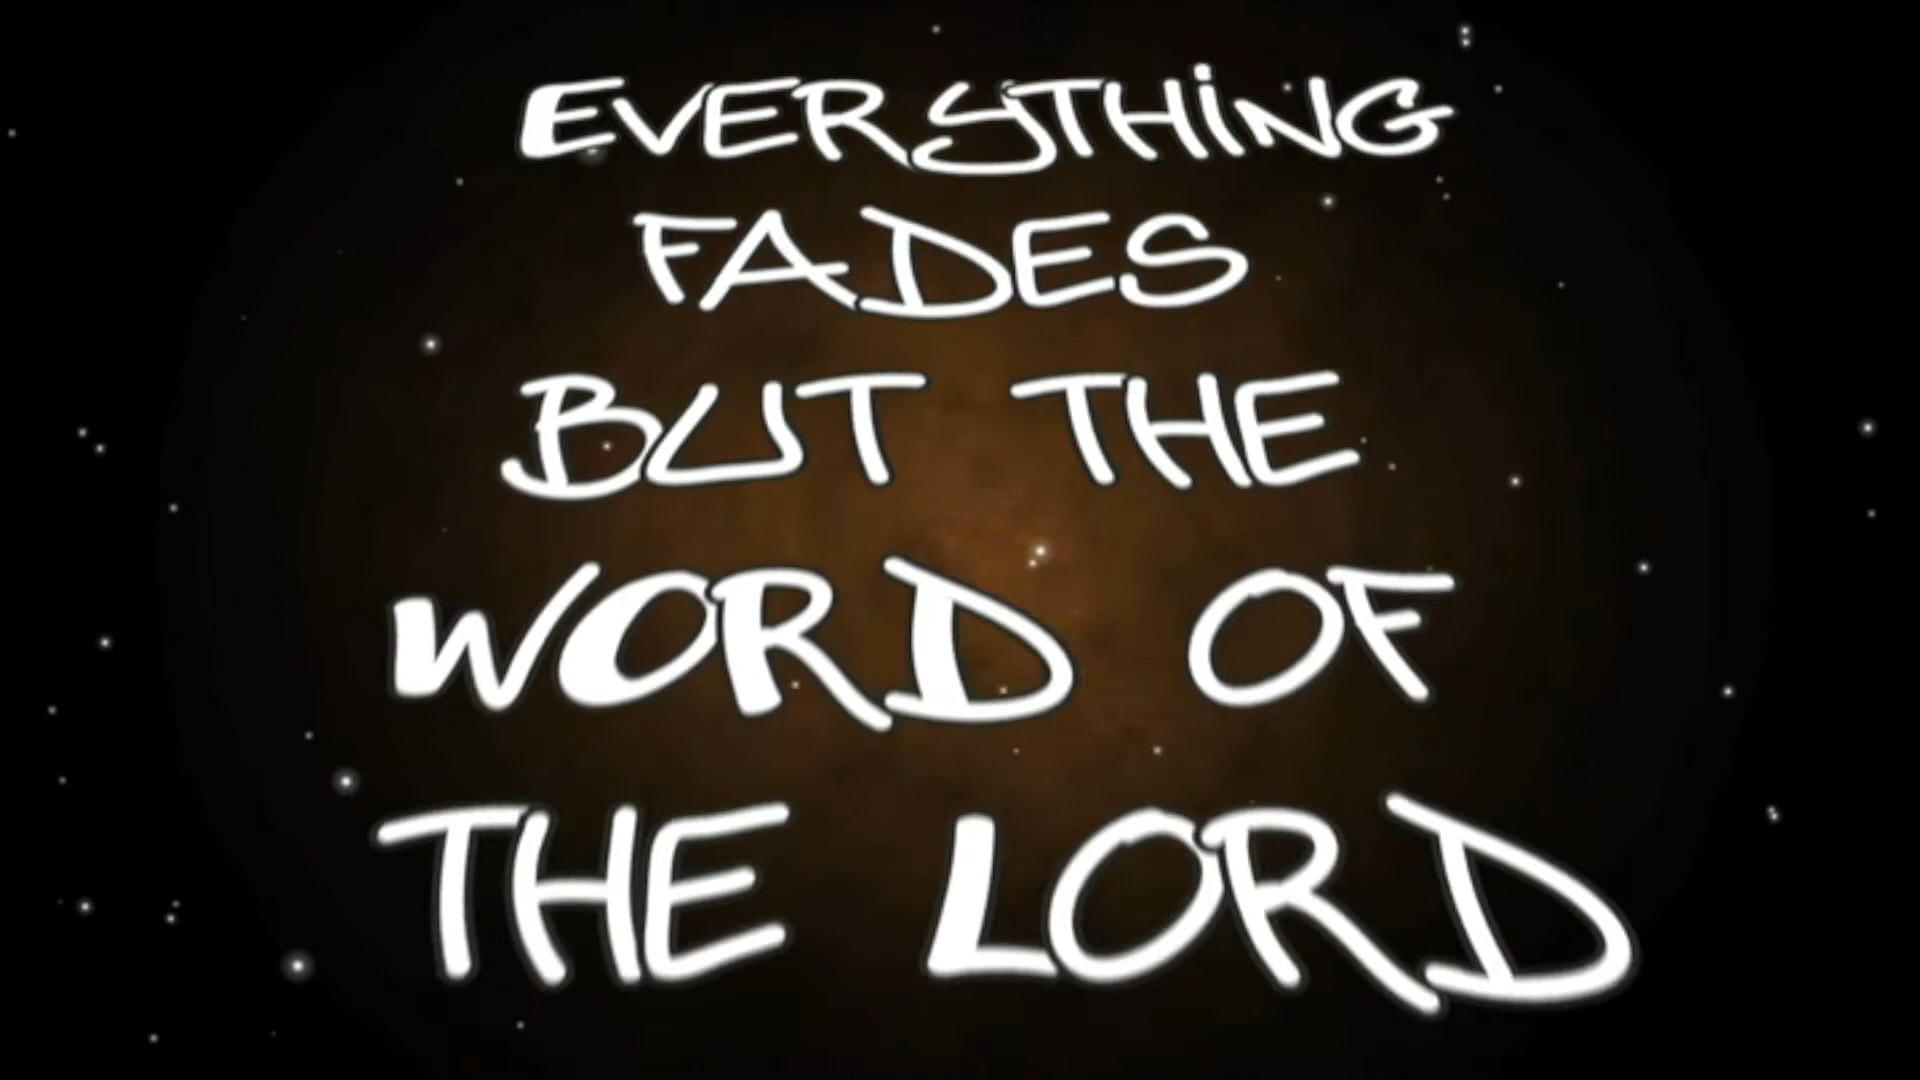 EVERYTHING
FADES
BUT THE
WORD OF
THE LORD